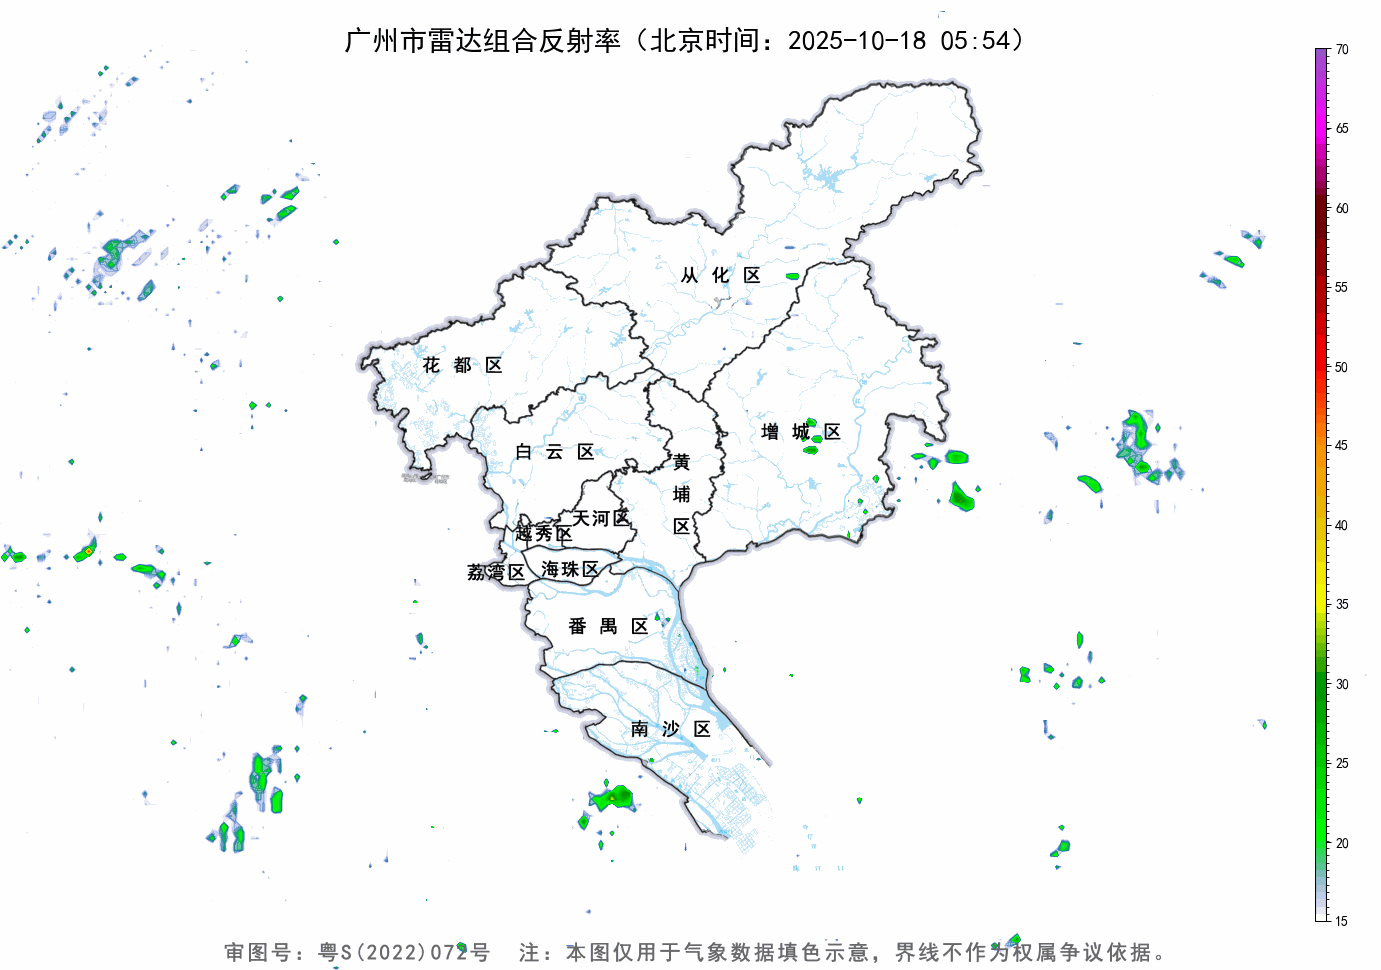 广州市雷达组合反射率（北京时间：2025-10-18 05:54）
70
65
60
55
50
45
40
35
30
25
20
15
从化区
花都区
增城区
白云区
黄埔区
天河区
越秀区
荔湾区
海珠区
番禺区
南沙区
审图号：粤S(2022)072号 注：本图仅用于气象数据填色示意，界线不作为权属争议依据。